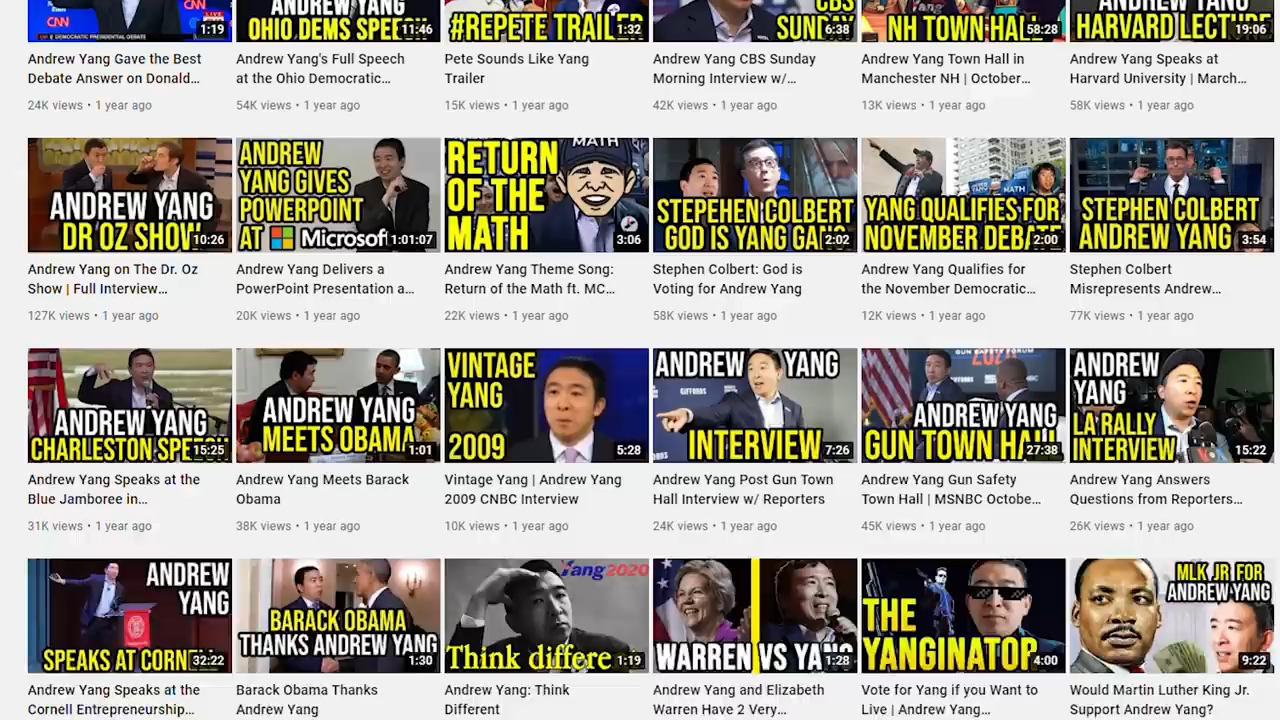 CNN
LIVE
CNN
DEMOCRATIC PRESIDENTIAL DEBATE
1:19
ANDREW YANG
OHIO DEMS SPEECH
11:46
#REPETE TRAILER
1:32
CBS
SUNDAY
6:38
NH TOWN HALL
58:28
ANDREW YANG
HARVARD LECTURE
19:06
Andrew Yang Gave the Best
Debate Answer on Donald...
24K views • 1 year ago
Andrew Yang's Full Speech
at the Ohio Democratic...
54K views • 1 year ago
Pete Sounds Like Yang
Trailer
15K views • 1 year ago
Andrew Yang CBS Sunday
Morning Interview w/...
42K views • 1 year ago
Andrew Yang Town Hall in
Manchester NH | October...
13K views • 1 year ago
Andrew Yang Speaks at
Harvard University | March...
58K views • 1 year ago
ANDREW YANG
DR OZ SHOW
10:26
ANDREW
YANG GIVES
POWERPOINT
AT Microsoft
1:01:07
MATH
RETURN
OF THE
MATH
3:06
STEPEHEN COLBERT
GOD IS YANG GANG
2:02
MATH
YANG QUALIFIES FOR
NOVEMBER DEBATE
2:00
STEPHEN COLBERT
ANDREW YANG
3:54
Andrew Yang on The Dr. Oz
Show | Full Interview...
127K views • 1 year ago
Andrew Yang Delivers a
PowerPoint Presentation a...
20K views • 1 year ago
Andrew Yang Theme Song:
Return of the Math ft. MC...
22K views • 1 year ago
Stephen Colbert: God is
Voting for Andrew Yang
58K views • 1 year ago
Andrew Yang Qualifies for
the November Democratic...
12K views • 1 year ago
Stephen Colbert
Misrepresents Andrew...
77K views • 1 year ago
ANDREW YANG
CHARLESTON SPEECH
15:25
ANDREW YANG
MEETS OBAMA
1:01
VINTAGE
YANG
2009
5:28
ANDREW YANG
GIFFORDS
INTERVIEW
7:26
GUN SAFETY FORUM
ANDREW YANG
GUN TOWN HALL
27:38
ANDREW
YANG
LA RALLY
INTERVIEW
15:22
Andrew Yang Speaks at the
Blue Jamboree in...
31K views • 1 year ago
Andrew Yang Meets Barack
Obama
38K views • 1 year ago
Vintage Yang | Andrew Yang
2009 CNBC Interview
10K views • 1 year ago
Andrew Yang Post Gun Town
Hall Interview w/ Reporters
24K views • 1 year ago
Andrew Yang Gun Safety
Town Hall | MSNBC Octobe...
45K views • 1 year ago
Andrew Yang Answers
Questions from Reporters...
26K views • 1 year ago
ANDREW
YANG
SPEAKS AT CORNELL
32:22
BARACK OBAMA
THANKS ANDREW YANG
1:30
Yang2020
Think differe
1:19
WARREN VS YANG
1:28
THE
YANGINATOR
4:00
MLK JR FOR
ANDREW YANG
9:22
Andrew Yang Speaks at the
Cornell Entrepreneurship...
Barack Obama Thanks
Andrew Yang
Andrew Yang: Think
Different
Andrew Yang and Elizabeth
Warren Have 2 Very...
Vote for Yang if you Want to
Live | Andrew Yang...
Would Martin Luther King Jr.
Support Andrew Yang?